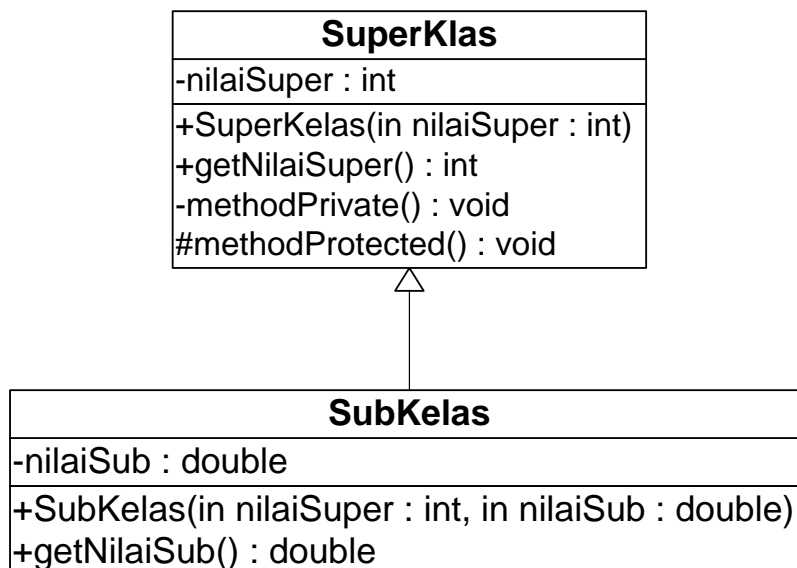 SuperKlas
-nilaiSuper : int
+SuperKelas(in nilaiSuper : int)
+getNilaiSuper() : int
-methodPrivate() : void
#methodProtected() : void
SubKelas
-nilaiSub : double
+SubKelas(in nilaiSuper : int, in nilaiSub : double)
+getNilaiSub() : double